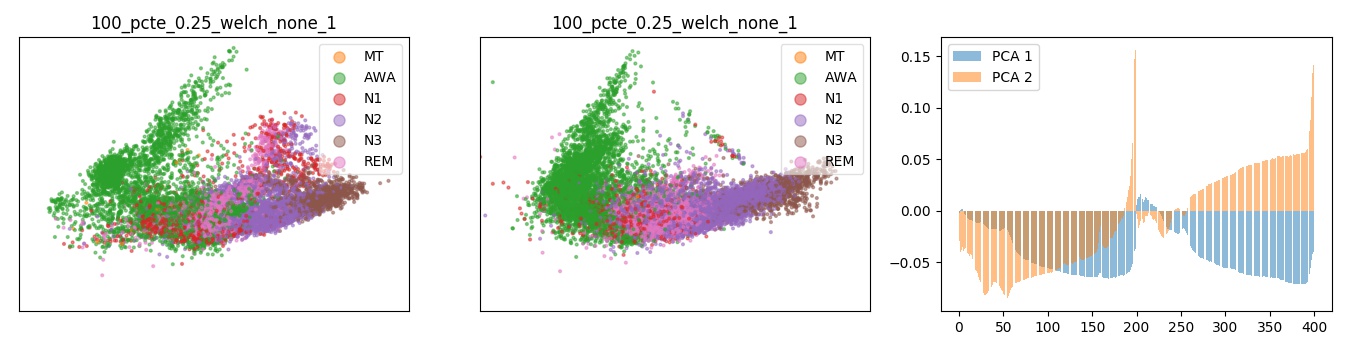 100_pcte_0.25_welch_none_1
MT
AWA
N1
N2
N3
REM
100_pcte_0.25_welch_none_1
MT
AWA
N1
N2
N3
REM
PCA 1
PCA 2
0.15
0.10
0.05
0.00
−0.05
0 50 100 150 200 250 300 350 400